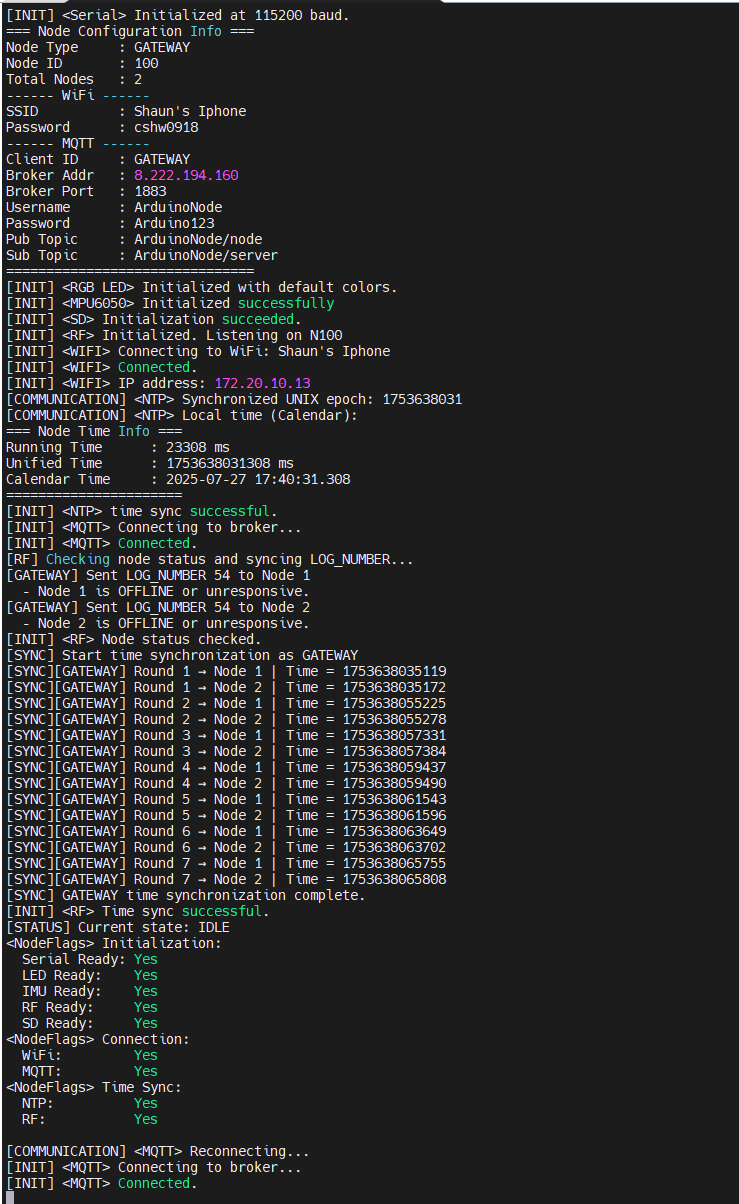 [INIT] <Serial> Initialized at 115200 baud.
=== Node Configuration Info ===
Node Type     : GATEWAY
Node ID       : 100
Total Nodes   : 2
------ WiFi ------
SSID          : Shaun's Iphone
Password      : cshw0918
------ MQTT ------
Client ID     : GATEWAY
Broker Addr   : 8.222.194.160
Broker Port   : 1883
Username      : ArduinoNode
Password      : Arduino123
Pub Topic     : ArduinoNode/node
Sub Topic     : ArduinoNode/server
===============================
[INIT] <RGB LED> Initialized with default colors.
[INIT] <MPU6050> Initialized successfully
[INIT] <SD> Initialization succeeded.
[INIT] <RF> Initialized. Listening on N100
[INIT] <WIFI> Connecting to WiFi: Shaun's Iphone
[INIT] <WIFI> Connected.
[INIT] <WIFI> IP address: 172.20.10.13
[COMMUNICATION] <NTP> Synchronized UNIX epoch: 1753638031
[COMMUNICATION] <NTP> Local time (Calendar):
=== Node Time Info ===
Running Time      : 23308 ms
Unified Time      : 1753638031308 ms
Calendar Time     : 2025-07-27 17:40:31.308
======================
[INIT] <NTP> time sync successful.
[INIT] <MQTT> Connecting to broker...
[INIT] <MQTT> Connected.
[RF] Checking node status and syncing LOG_NUMBER...
[GATEWAY] Sent LOG_NUMBER 54 to Node 1
  - Node 1 is OFFLINE or unresponsive.
[GATEWAY] Sent LOG_NUMBER 54 to Node 2
  - Node 2 is OFFLINE or unresponsive.
[INIT] <RF> Node status checked.
[SYNC] Start time synchronization as GATEWAY
[SYNC][GATEWAY] Round 1 → Node 1 | Time = 1753638035119
[SYNC][GATEWAY] Round 1 → Node 2 | Time = 1753638035172
[SYNC][GATEWAY] Round 2 → Node 1 | Time = 1753638055225
[SYNC][GATEWAY] Round 2 → Node 2 | Time = 1753638055278
[SYNC][GATEWAY] Round 3 → Node 1 | Time = 1753638057331
[SYNC][GATEWAY] Round 3 → Node 2 | Time = 1753638057384
[SYNC][GATEWAY] Round 4 → Node 1 | Time = 1753638059437
[SYNC][GATEWAY] Round 4 → Node 2 | Time = 1753638059490
[SYNC][GATEWAY] Round 5 → Node 1 | Time = 1753638061543
[SYNC][GATEWAY] Round 5 → Node 2 | Time = 1753638061596
[SYNC][GATEWAY] Round 6 → Node 1 | Time = 1753638063649
[SYNC][GATEWAY] Round 6 → Node 2 | Time = 1753638063702
[SYNC][GATEWAY] Round 7 → Node 1 | Time = 1753638065755
[SYNC][GATEWAY] Round 7 → Node 2 | Time = 1753638065808
[SYNC] GATEWAY time synchronization complete.
[INIT] <RF> Time sync successful.
[STATUS] Current state: IDLE
<NodeFlags> Initialization:
  Serial Ready: Yes
  LED Ready:    Yes
  IMU Ready:    Yes
  RF Ready:     Yes
  SD Ready:     Yes
<NodeFlags> Connection:
  WiFi:         Yes
  MQTT:         Yes
<NodeFlags> Time Sync:
  NTP:          Yes
  RF:           Yes

[COMMUNICATION] <MQTT> Reconnecting...
[INIT] <MQTT> Connecting to broker...
[INIT] <MQTT> Connected.